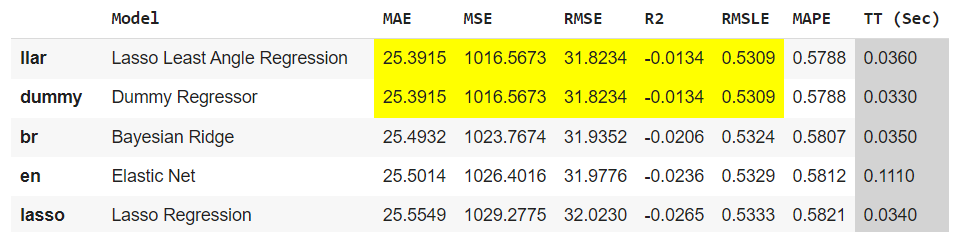 Model MAE MSE RMSE R2 RMSLE MAPE TT (Sec)
llar Lasso Least Angle Regression 25.3915 1016.5673 31.8234 -0.0134 0.5309 0.5788 0.0360
dummy Dummy Regressor 25.3915 1016.5673 31.8234 -0.0134 0.5309 0.5788 0.0330
br Bayesian Ridge 25.4932 1023.7674 31.9352 -0.0206 0.5324 0.5807 0.0350
en Elastic Net 25.5014 1026.4016 31.9776 -0.0236 0.5329 0.5812 0.1110
lasso Lasso Regression 25.5549 1029.2775 32.0230 -0.0265 0.5333 0.5821 0.0340